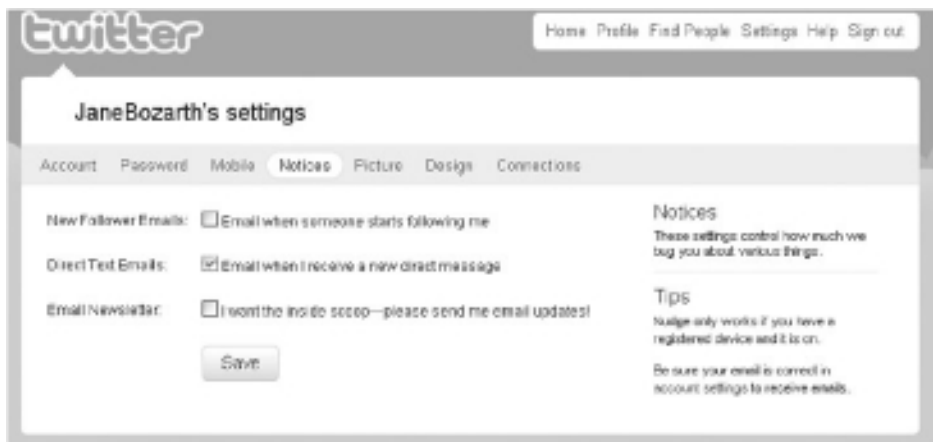 twitter
Home Profile Find People Settings Help Sign out
JaneBozarth's settings
Account Password Mobile Notices Picture Design Connections
New Follower Emails: Email when someone starts following me
Direct Text Emails: Email when I receive a new direct message
Email Newsletter: I want the inside scoop—please send me email updates!
Save
Notices
These settings control how much we
bug you about various things.
Tips
Nudge only works if you have a
registered device and it is on.
Be sure your email is correct in
account settings to receive emails.